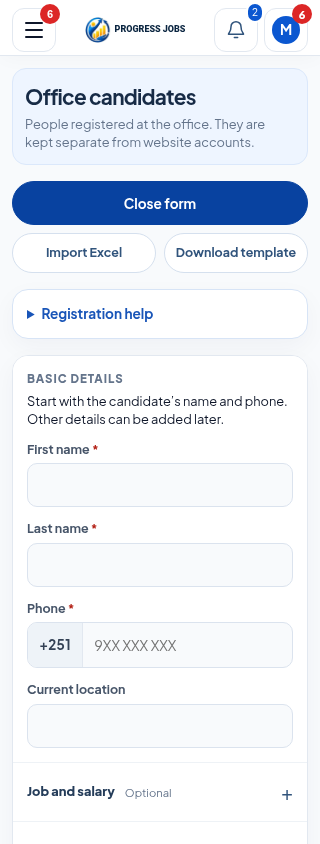 6
PROGRESS JOBS
2
M
6
Office candidates
People registered at the office. They are
kept separate from website accounts.
Close form
Import Excel
Download template
Registration help
BASIC DETAILS
Start with the candidate's name and phone.
Other details can be added later.
First name *
Last name *
Phone *
+251 9XX XXX XXX
Current location
Job and salary Optional +